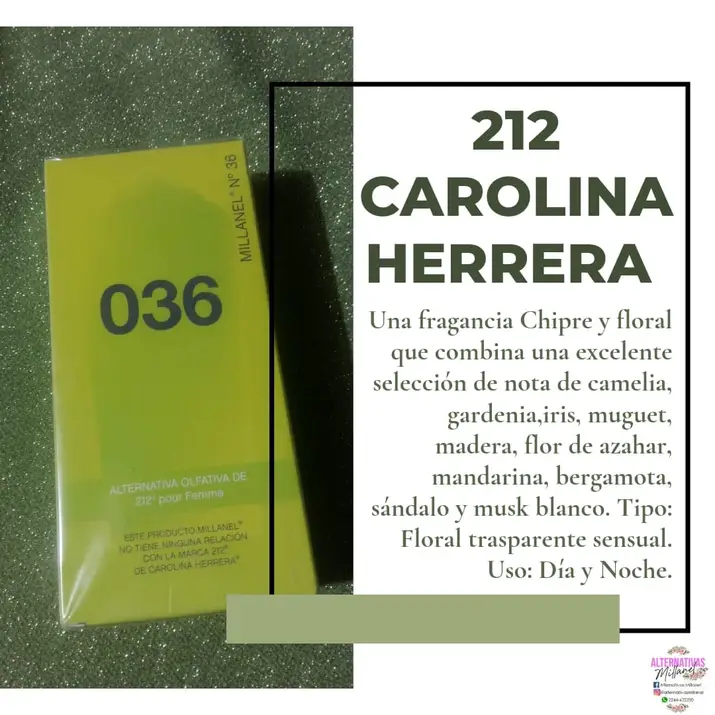 MILLANEL® Nº 36
036
ALTERNATIVA OLFATIVA DE
212® pour Femme
ESTE PRODUCTO MILLANEL®
NO TIENE NINGUNA RELACIÓN
CON LA MARCA 212®
DE CAROLINA HERRERA®
212
CAROLINA
HERRERA
Una fragancia Chipre y floral
que combina una excelente
selección de nota de camelia,
gardenia,iris, muguet,
madera, flor de azahar,
mandarina, bergamota,
sándalo y musk blanco. Tipo:
Floral trasparente sensual.
Uso: Día y Noche.
ALTERNATIVAS
Millanel